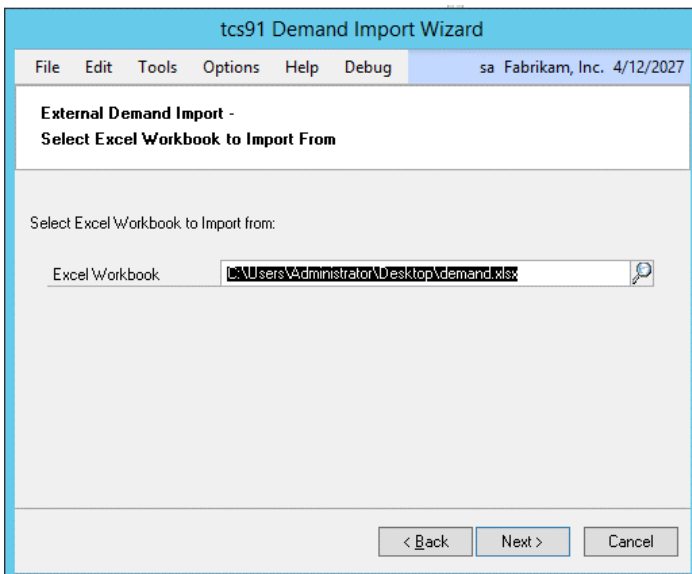 tcs91 Demand Import Wizard
File Edit Tools Options Help Debug sa Fabrikam, Inc. 4/12/2027
External Demand Import -
Select Excel Workbook to Import From
Select Excel Workbook to Import from:
Excel Workbook C:\Users\Administrator\Desktop\demand.xlsx
< Back Next > Cancel